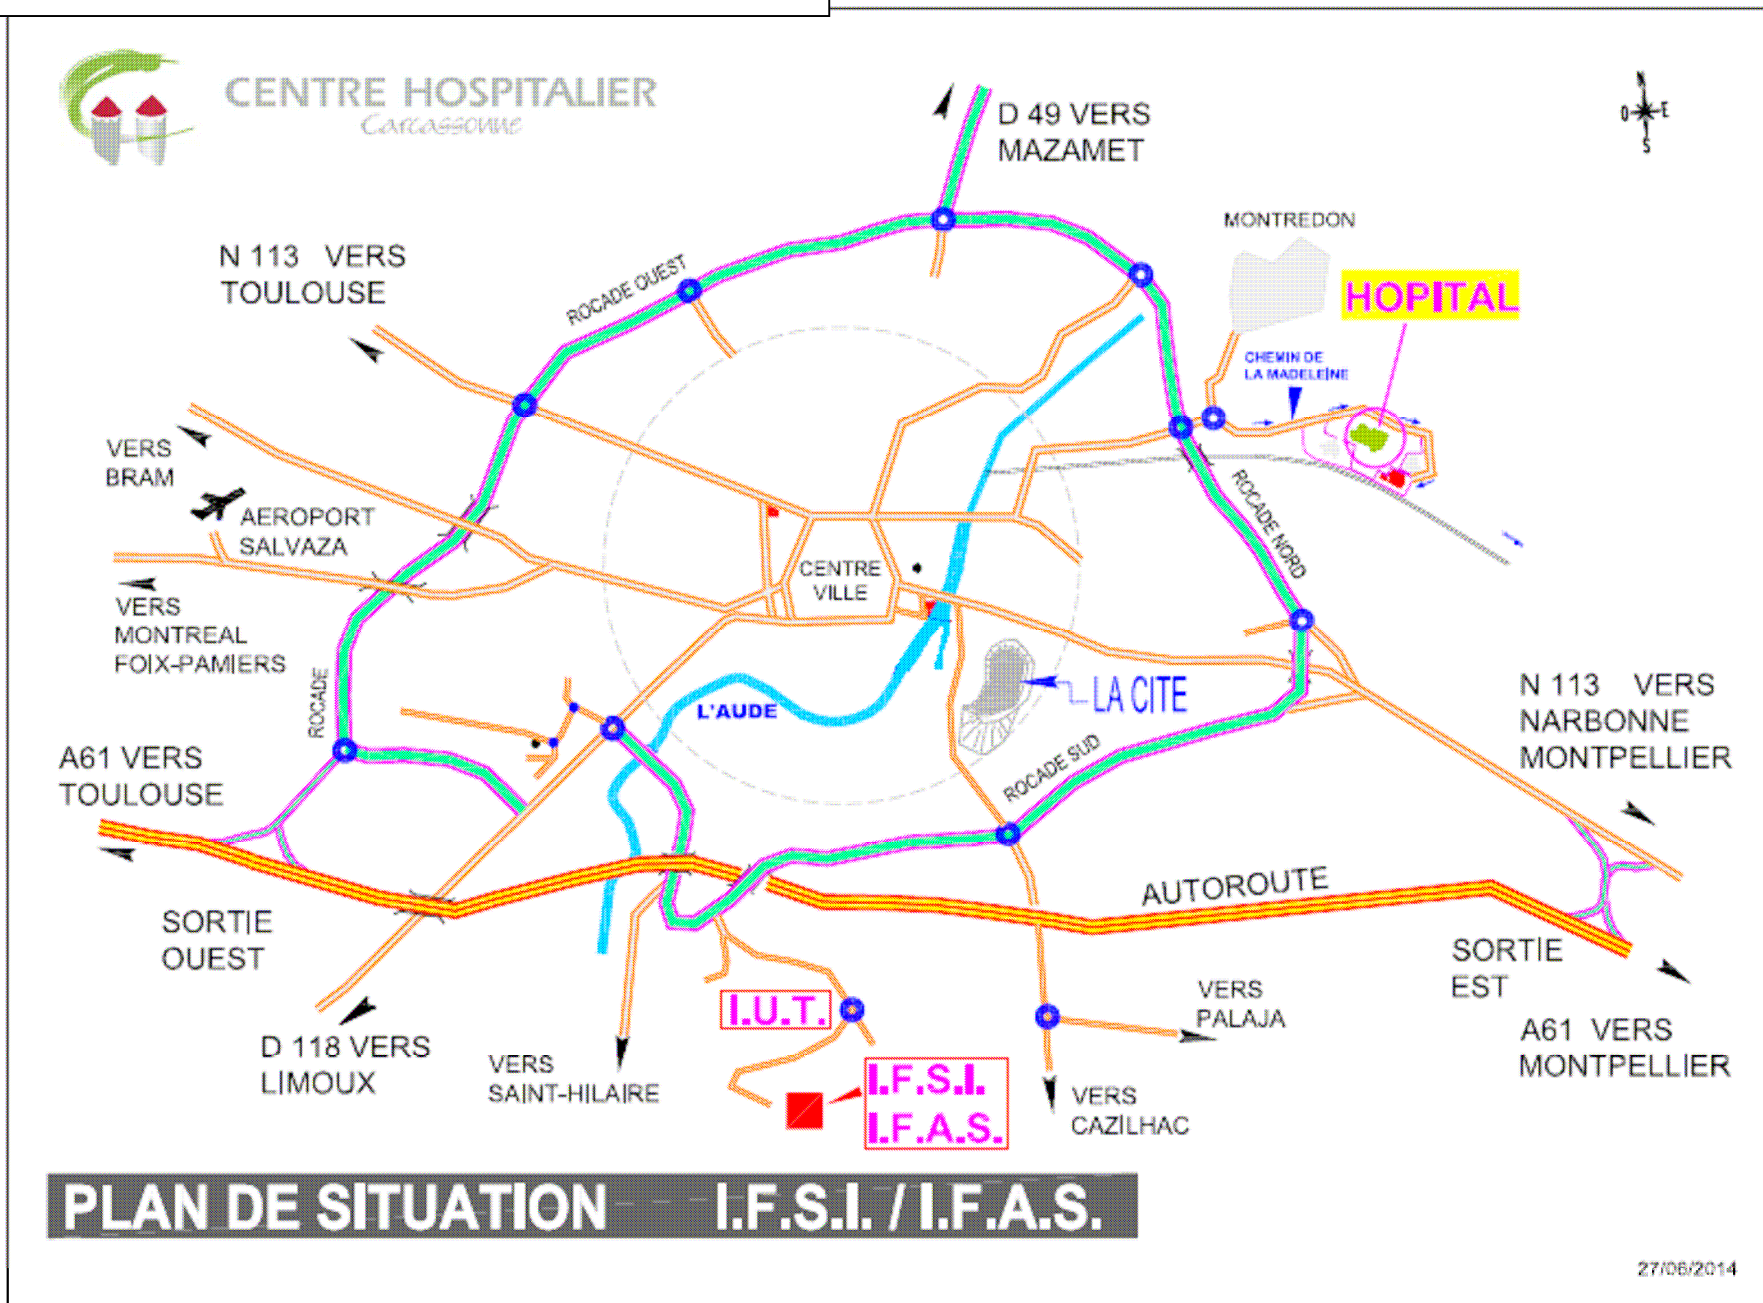 CENTRE HOSPITALIER
Carcassonne
D 49 VERS
MAZAMET
O E
S
MONTREDON
N 113 VERS
TOULOUSE
ROCADE OUEST
HOPITAL
CHEMIN DE
LA MADELEINE
VERS
BRAM
AEROPORT
SALVAZA
ROCADE NORD
CENTRE
VILLE
VERS
MONTREAL
FOIX-PAMIERS
ROCADE
L'AUDE
LA CITE
N 113 VERS
NARBONNE
MONTPELLIER
A61 VERS
TOULOUSE
ROCADE SUD
AUTOROUTE
SORTIE
OUEST
SORTIE
EST
I.U.T.
VERS
PALAJA
D 118 VERS
LIMOUX
VERS
SAINT-HILAIRE
I.F.S.I.
I.F.A.S.
VERS
CAZILHAC
A61 VERS
MONTPELLIER
PLAN DE SITUATION I.F.S.I. / I.F.A.S.
27/06/2014